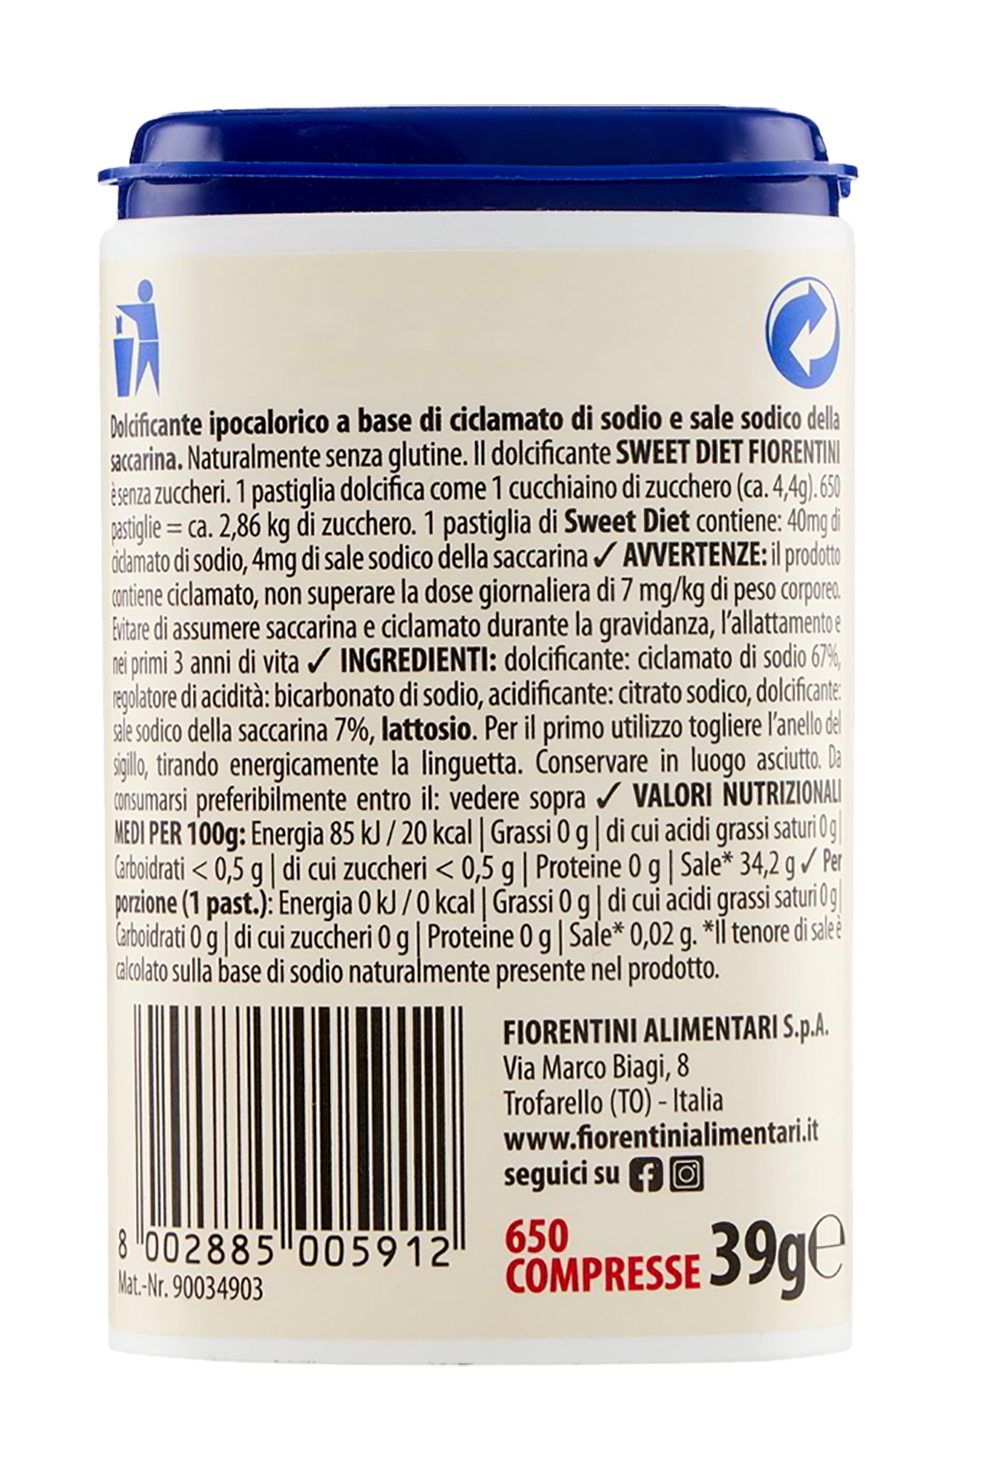 Dolcificante ipocalorico a base di ciclamato di sodio e sale sodico della
saccarina. Naturalmente senza glutine. Il dolcificante SWEET DIET FIORENTINI
è senza zuccheri. 1 pastiglia dolcifica come 1 cucchiaino di zucchero (ca. 4,4g). 650
pastiglie = ca. 2,86 kg di zucchero. 1 pastiglia di Sweet Diet contiene: 40mg di
ciclamato di sodio, 4mg di sale sodico della saccarina ✓ AVVERTENZE: il prodotto
contiene ciclamato, non superare la dose giornaliera di 7 mg/kg di peso corporeo.
Evitare di assumere saccarina e ciclamato durante la gravidanza, l'allattamento e
nei primi 3 anni di vita ✓ INGREDIENTI: dolcificante: ciclamato di sodio 67%,
regolatore di acidità: bicarbonato di sodio, acidificante: citrato sodico, dolcificante:
sale sodico della saccarina 7%, lattosio. Per il primo utilizzo togliere l'anello del
sigillo, tirando energicamente la linguetta. Conservare in luogo asciutto. Da
consumarsi preferibilmente entro il: vedere sopra ✓ VALORI NUTRIZIONALI
MEDI PER 100g: Energia 85 kJ / 20 kcal | Grassi 0 g | di cui acidi grassi saturi 0 g |
Carboidrati < 0,5 g | di cui zuccheri < 0,5 g | Proteine 0 g | Sale* 34,2 g ✓ Per
porzione (1 past.): Energia 0 kJ / 0 kcal | Grassi 0 g | di cui acidi grassi saturi 0 g |
Carboidrati 0 g | di cui zuccheri 0 g | Proteine 0 g | Sale* 0,02 g. *Il tenore di sale è
calcolato sulla base di sodio naturalmente presente nel prodotto.
FIORENTINI ALIMENTARI S.p.A.
Via Marco Biagi, 8
Trofarello (TO) - Italia
www.fiorentinialimentari.it
seguici su
650
COMPRESSE 39g℮
8 002885 005912
Mat.-Nr. 90034903